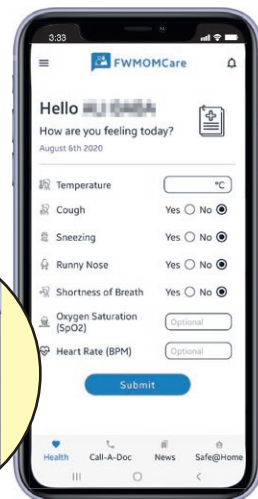 3:33
FWMOMCare
Hello
How are you feeling today?
August 6th 2020
Temperature °C
Cough Yes No
Sneezing Yes No
Runny Nose Yes No
Shortness of Breath Yes No
Oxygen Saturation Optional
(SpO2)
Heart Rate (BPM) Optional
Submit
Health Call-A-Doc News Safe@Home